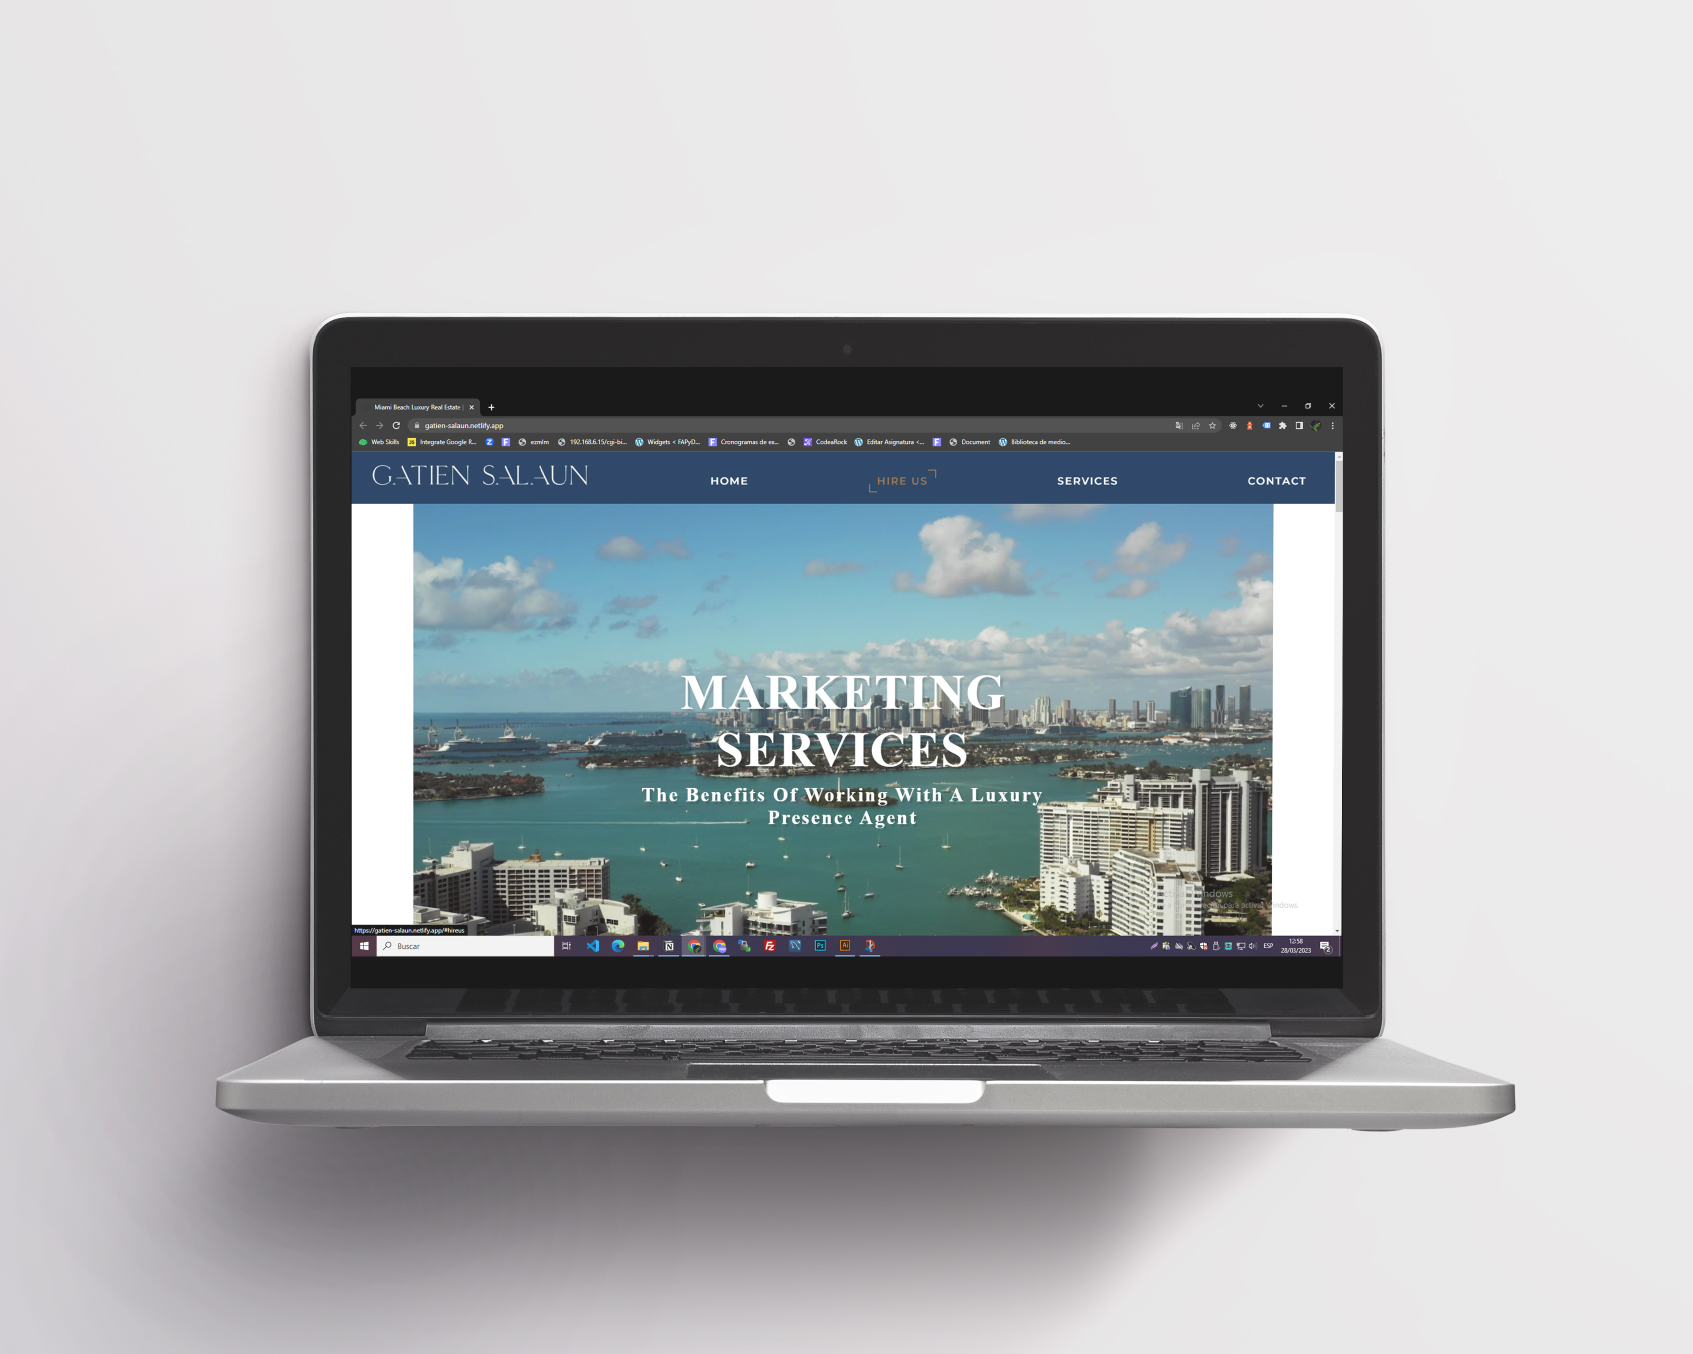 Miami Beach Luxury Real Estate |
gatien-salaun.netlify.app
Web Skills
Integrate Google R...
ezmlm
192.168.6.15/cgi-bi...
Widgets < FAPyD...
Cronogramas de ex...
CodeaRock
Editar Asignatura <...
Document
Biblioteca de medio...
GATIEN SALAUN
HOME
HIRE US
SERVICES
CONTACT
MARKETING
SERVICES
The Benefits Of Working With A Luxury
Presence Agent
https://gatien-salaun.netlify.app/#hireus
Buscar
Ps
Ai
ESP
12:58
28/03/2023
2